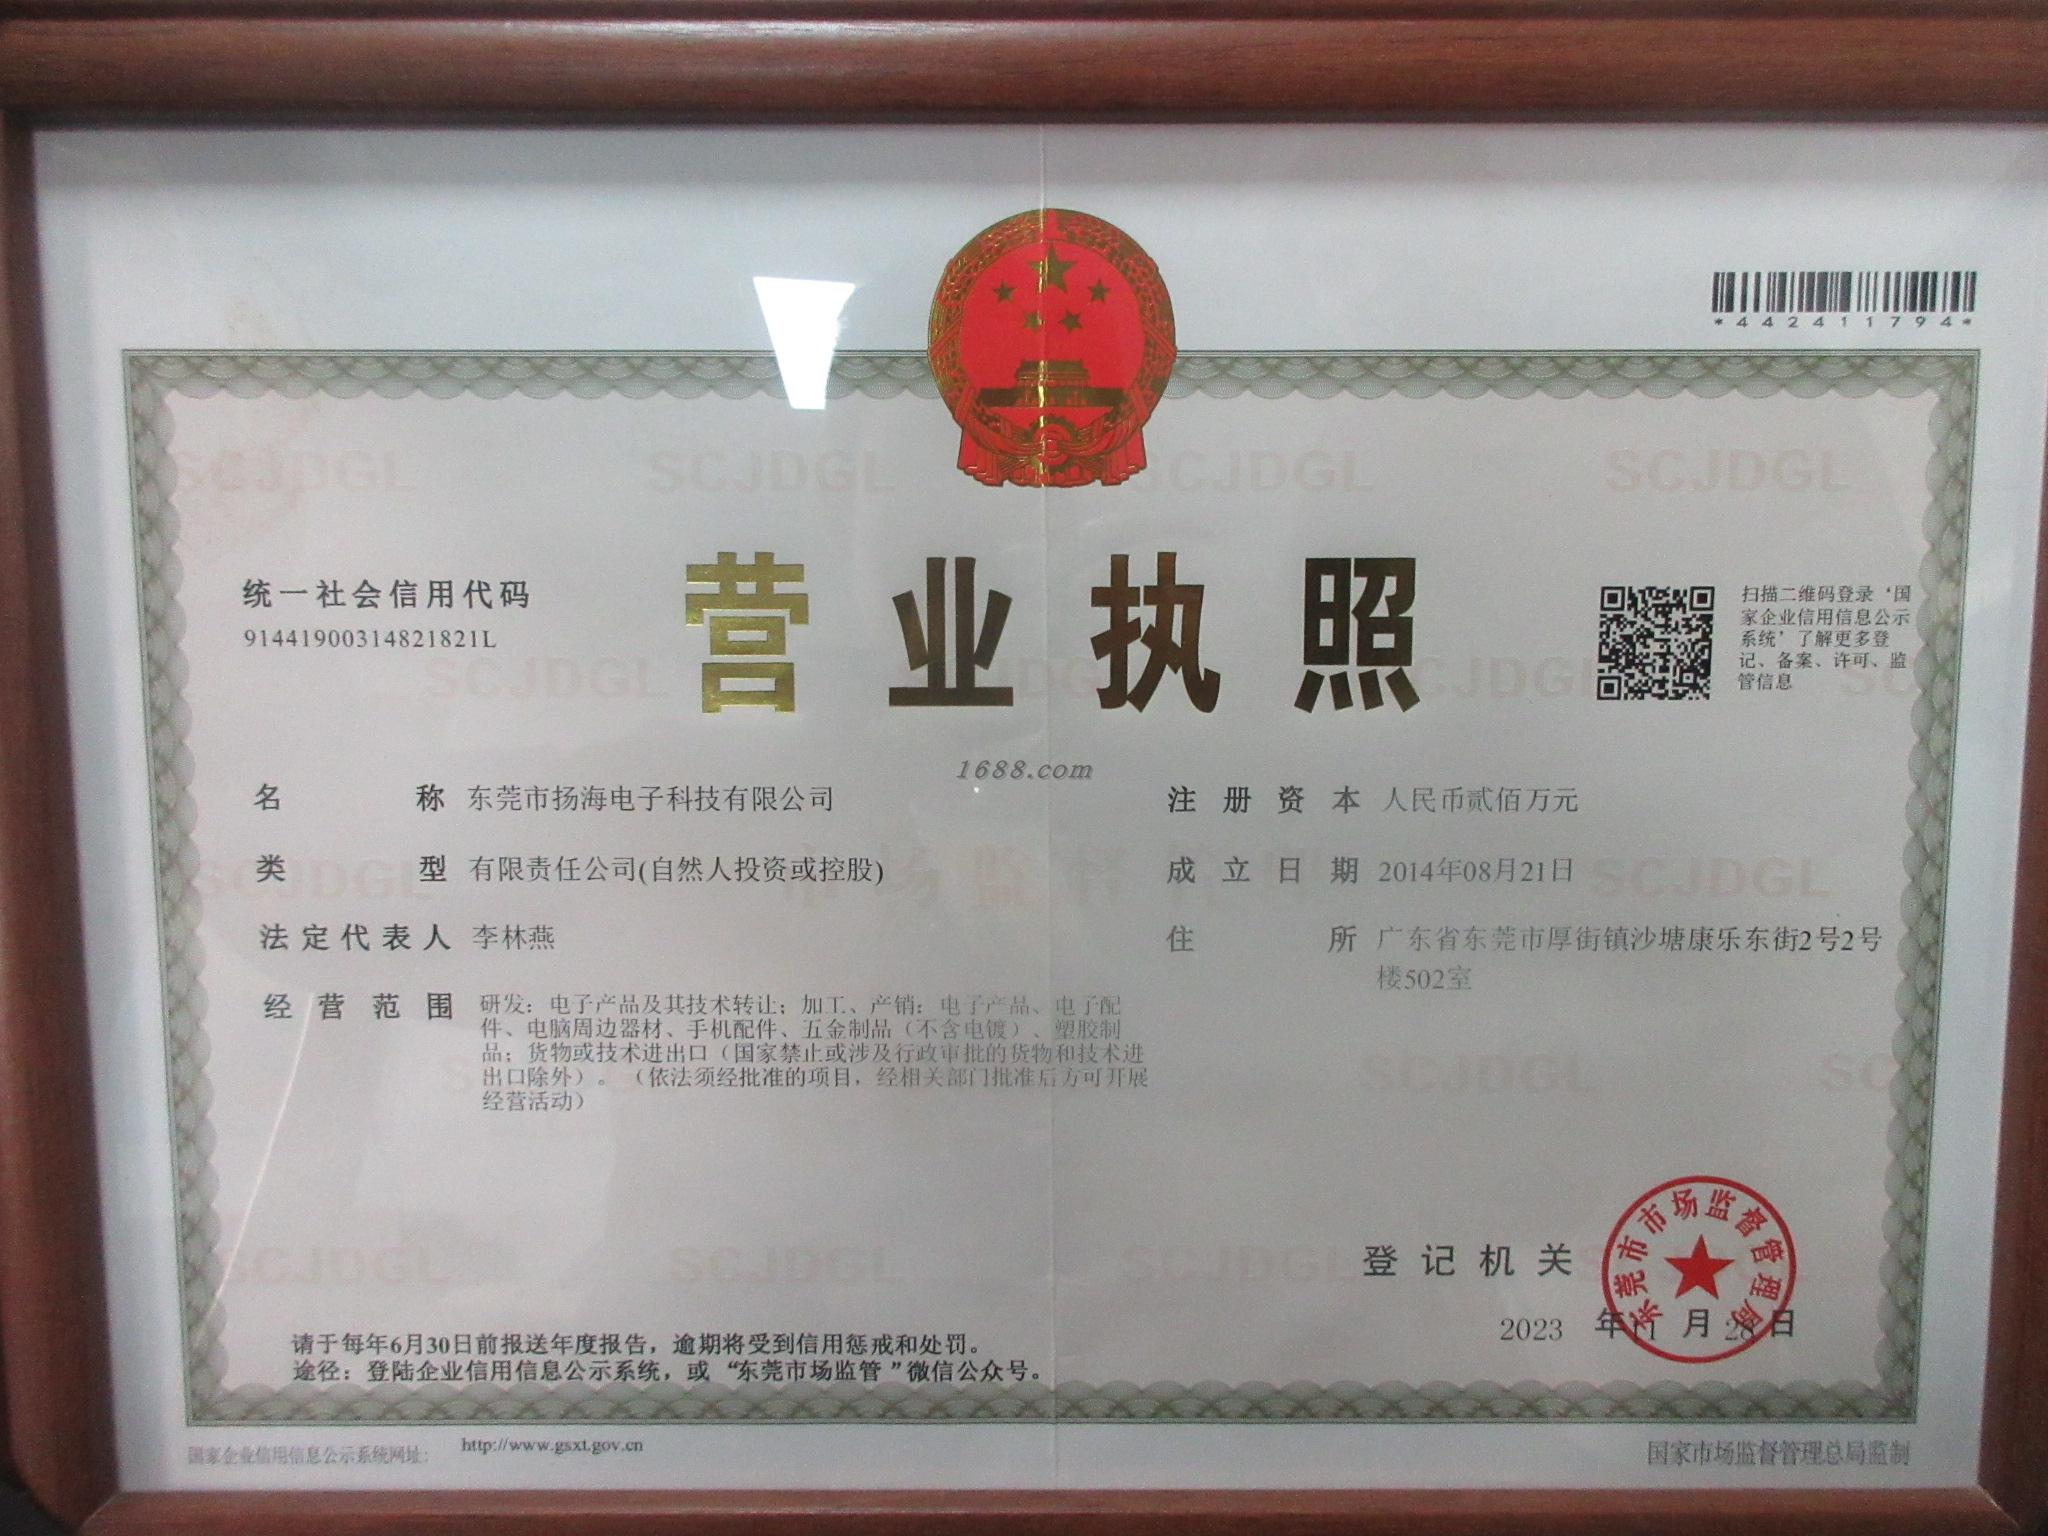 *442411794*
统一社会信用代码
91441900314821821L
营业执照
扫描二维码登录‘国
家企业信用信息公示
系统’了解更多登
记、备案、许可、监
管信息
1688.com
名称 东莞市扬海电子科技有限公司
注册资本 人民币贰佰万元
类型 有限责任公司(自然人投资或控股)
成立日期 2014年08月21日
法定代表人 李林燕
住所 广东省东莞市厚街镇沙塘康乐东街2号2号
楼502室
经营范围 研发：电子产品及其技术转让；加工、产销：电子产品、电子配
件、电脑周边器材、手机配件、五金制品（不含电镀）、塑胶制
品；货物或技术进出口（国家禁止或涉及行政审批的货物和技术进
出口除外）。（依法须经批准的项目，经相关部门批准后方可开展
经营活动）
登记机关
东莞市市场监督管理局
2023 年 11 月 28 日
请于每年6月30日前报送年度报告，逾期将受到信用惩戒和处罚。
途径：登陆企业信用信息公示系统，或“东莞市场监管”微信公众号。
国家企业信用信息公示系统网址： http://www.gsxt.gov.cn
国家市场监督管理总局监制